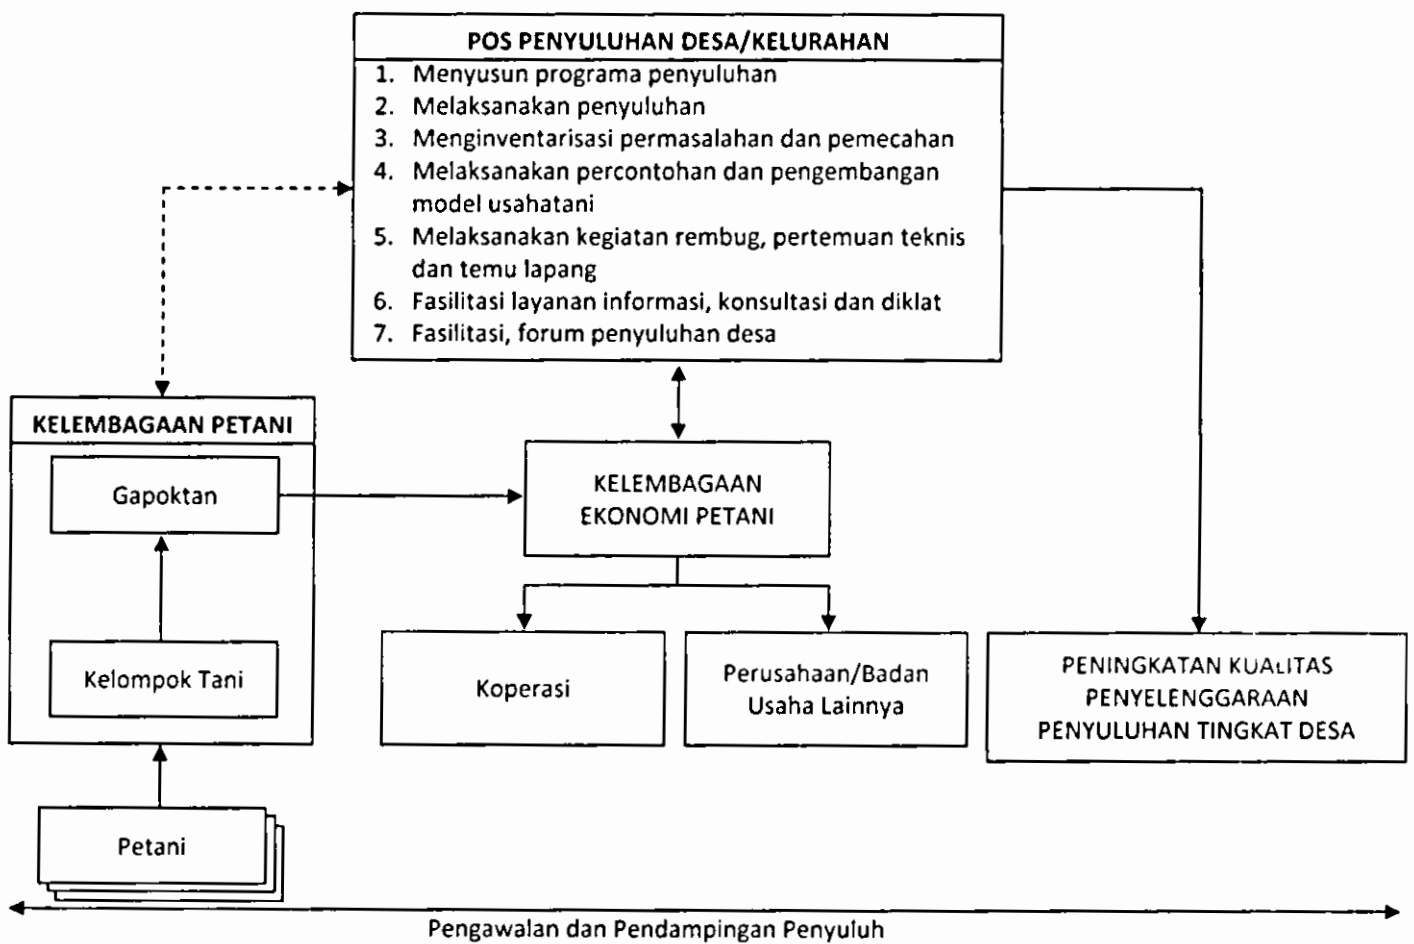 POS PENYULUHAN DESA/KELURAHAN
1. Menyusun programa penyuluhan
2. Melaksanakan penyuluhan
3. Menginventarisasi permasalahan dan pemecahan
4. Melaksanakan percontohan dan pengembangan
model usahatani
5. Melaksanakan kegiatan rembug, pertemuan teknis
dan temu lapang
6. Fasilitasi layanan informasi, konsultasi dan diklat
7. Fasilitasi, forum penyuluhan desa
KELEMBAGAAN PETANI
Gapoktan
Kelompok Tani
Petani
KELEMBAGAAN
EKONOMI PETANI
Koperasi
Perusahaan/Badan
Usaha Lainnya
PENINGKATAN KUALITAS
PENYELENGGARAAN
PENYULUHAN TINGKAT DESA
Pengawalan dan Pendampingan Penyuluh